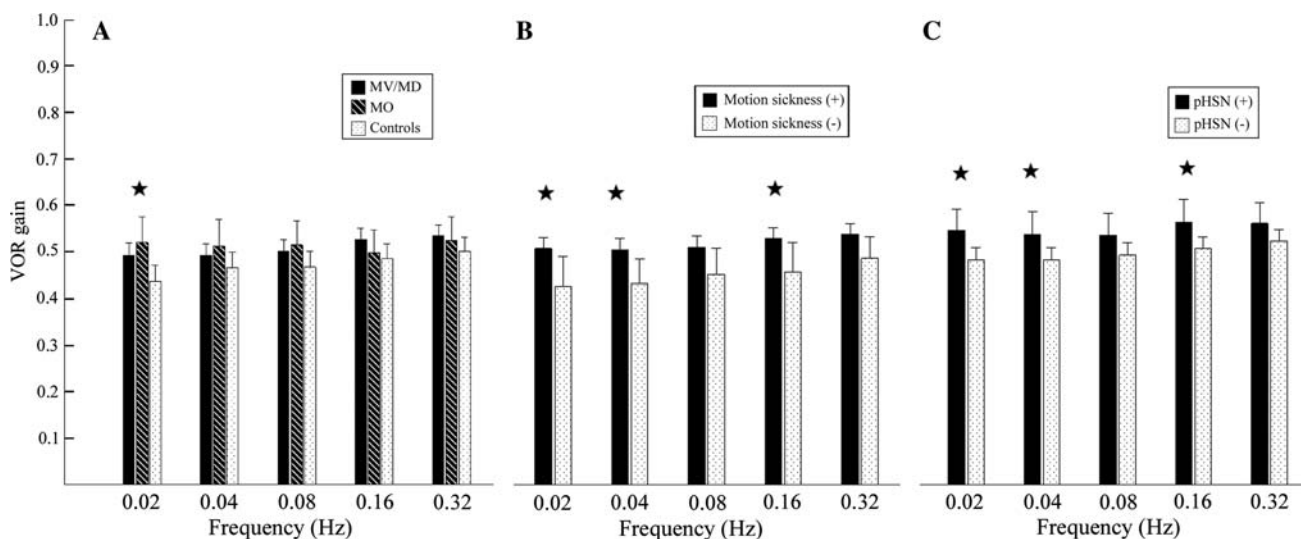 A
B
C
1.0
0.9
0.8
0.7
0.6
0.5
0.4
0.3
0.2
0.1
VOR gain
MV/MD
MO
Controls
Motion sickness (+)
Motion sickness (-)
pHSN (+)
pHSN (-)
0.02 0.04 0.08 0.16 0.32
Frequency (Hz)
0.02 0.04 0.08 0.16 0.32
Frequency (Hz)
0.02 0.04 0.08 0.16 0.32
Frequency (Hz)